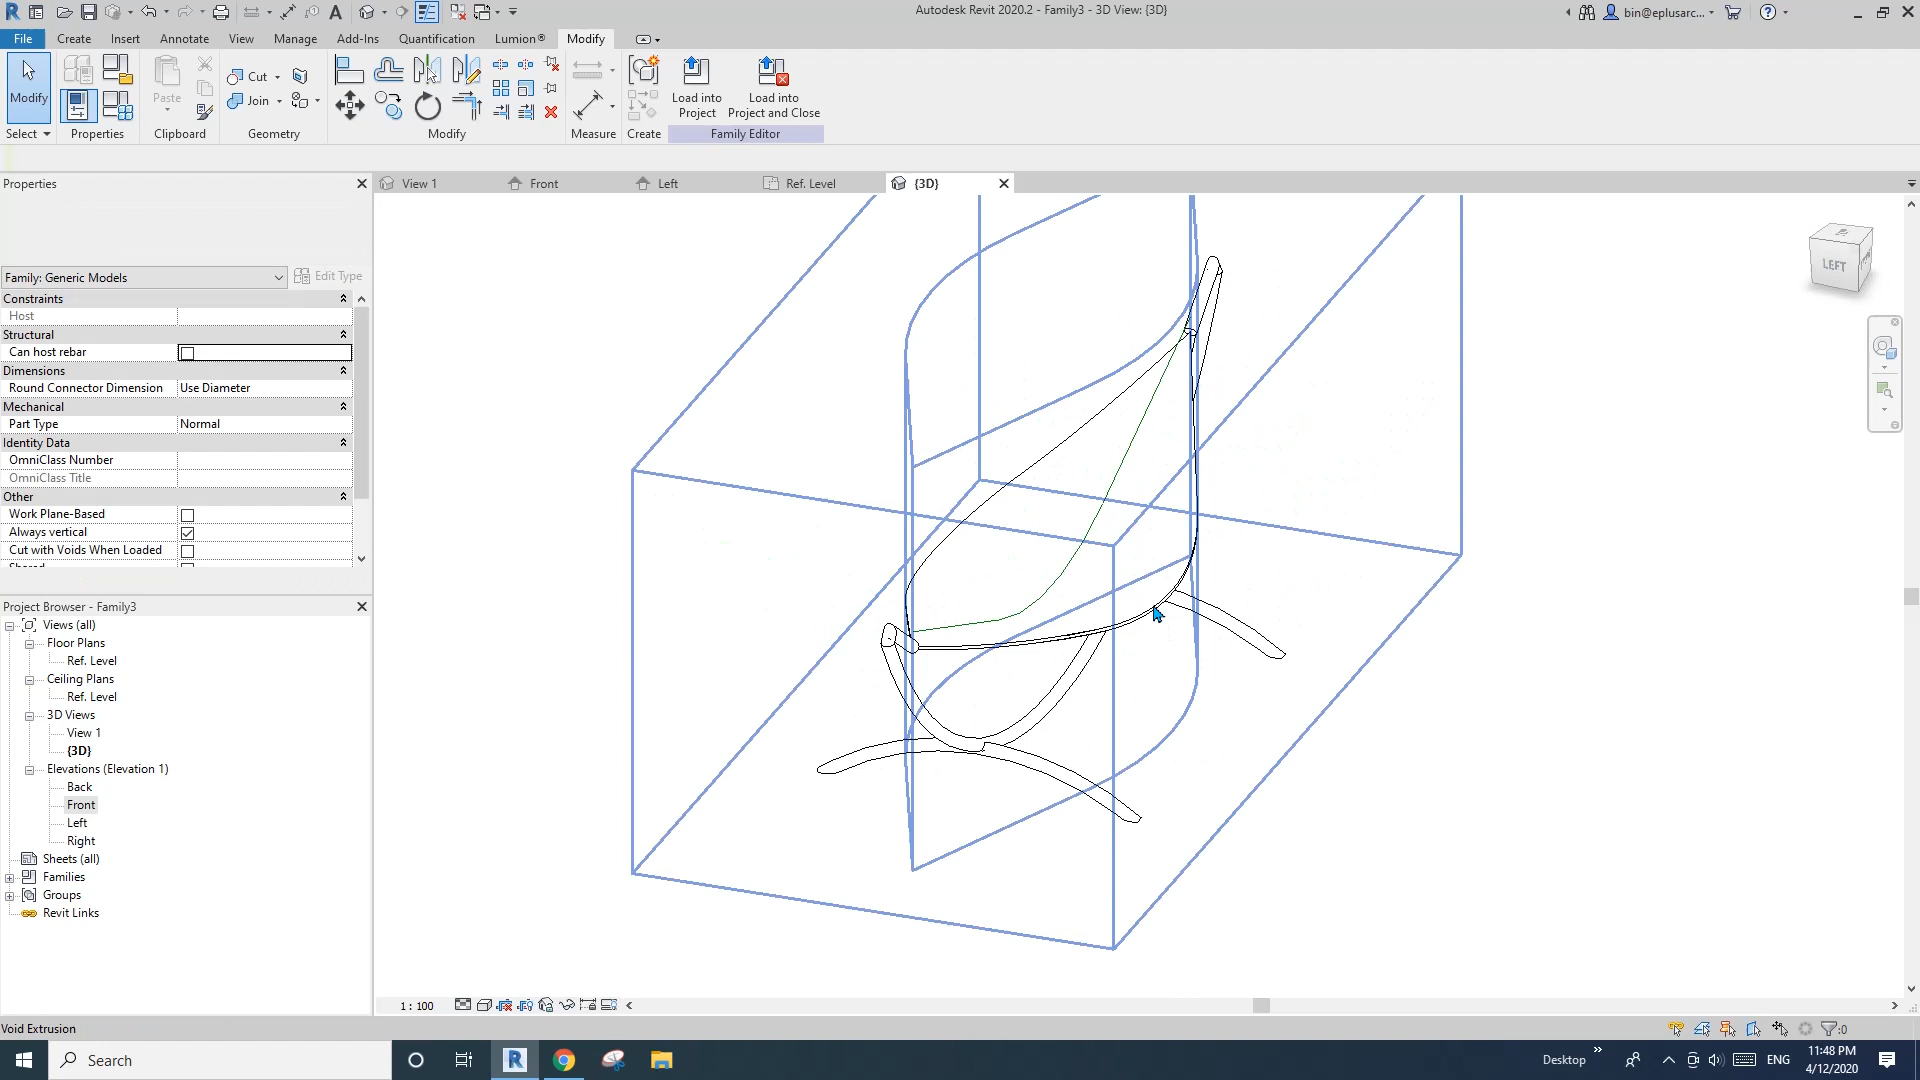 Autodesk Revit 2020.2 - Family3 - 3D View: {3D}
bin@eplusarc...
File Create Insert Annotate View Manage Add-Ins Quantification Lumion® Modify
Modify
Paste
Cut
Join
Load into Project
Load into Project and Close
Select Properties Clipboard Geometry Modify Measure Create Family Editor
Properties
View 1 Front Left Ref. Level {3D}
LEFT
Family: Generic Models Edit Type
Constraints
Host
Structural
Can host rebar
Dimensions
Round Connector Dimension Use Diameter
Mechanical
Part Type Normal
Identity Data
OmniClass Number
OmniClass Title
Other
Work Plane-Based
Always vertical
Cut with Voids When Loaded
Project Browser - Family3
Views (all)
Floor Plans
Ref. Level
Ceiling Plans
Ref. Level
3D Views
View 1
{3D}
Elevations (Elevation 1)
Back
Front
Left
Right
Sheets (all)
Families
Groups
Revit Links
1 : 100
Void Extrusion
:0
Search
Desktop
ENG
11:48 PM
4/12/2020